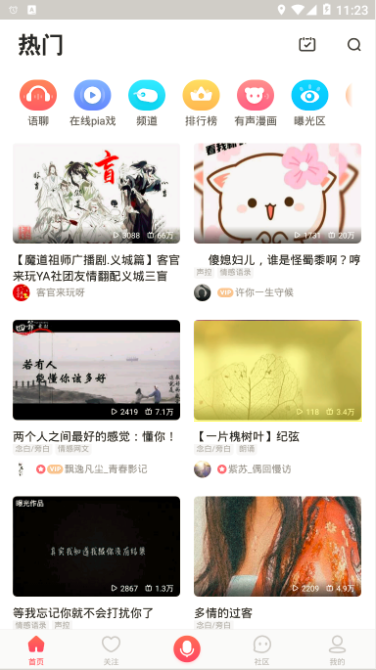 11:23
热门
语聊 在线pia戏 频道 排行榜 有声漫画 曝光区
盲
3088 66万
1731 20万
【魔道祖师广播剧.义城篇】客官
来玩YA社团友情翻配义城三盲
客官来玩呀
傻媳妇儿，谁是怪蜀黍啊？哼
声控 情感语录
VIP 许你一生守候
若有人
能懂你该多好
2419 7.1万
118 3.4万
两个人之间最好的感觉：懂你！
念白/旁白 情感网文
VIP 飘逸凡尘_青春影记
【一片槐树叶】纪弦
念白/旁白 朗诵
紫苏_偶回慢访
曝光作品
2867 1.3万
2209 4.9万
等我忘记你就不会打扰你了
情感语录 声控
多情的过客
念白/旁白
首页 关注 社区 我的